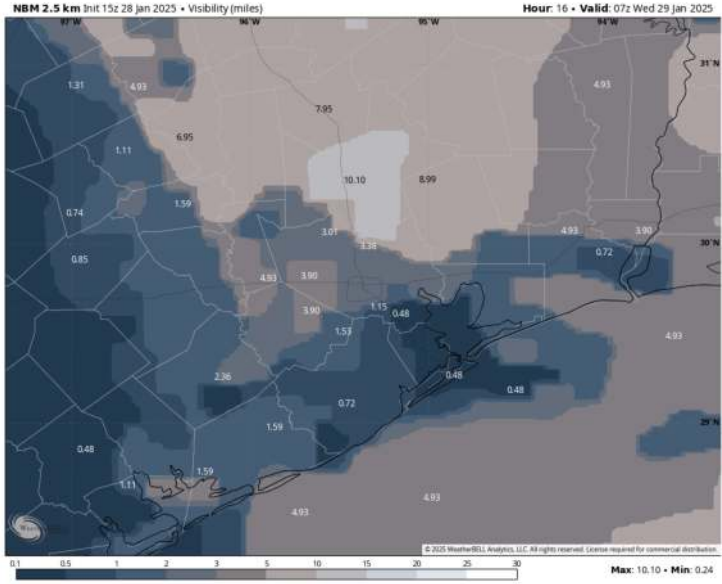 NBM 2.5 km Init 15z 28 Jan 2025 • Visibility (miles) Hour: 16 • Valid: 07z Wed 29 Jan 2025
97°W 96°W 95°W 94°W
31°N
1.31 4.93 4.93
7.95
6.95
1.11
10.10 8.99
1.59
0.74
3.01 4.93 3.90
3.38 30°N
0.85 0.72
4.93 3.90
3.90 1.15 0.48
1.53 4.93
2.36 0.48
0.48
0.72
1.59 29°N
0.48
1.59
1.11
4.93 4.93
© 2025 WeatherBELL Analytics, LLC. All rights reserved. License required for commercial distribution.
0.1 0.5 1 2 3 5 10 15 20 25 30
Max: 10.10 • Min: 0.24